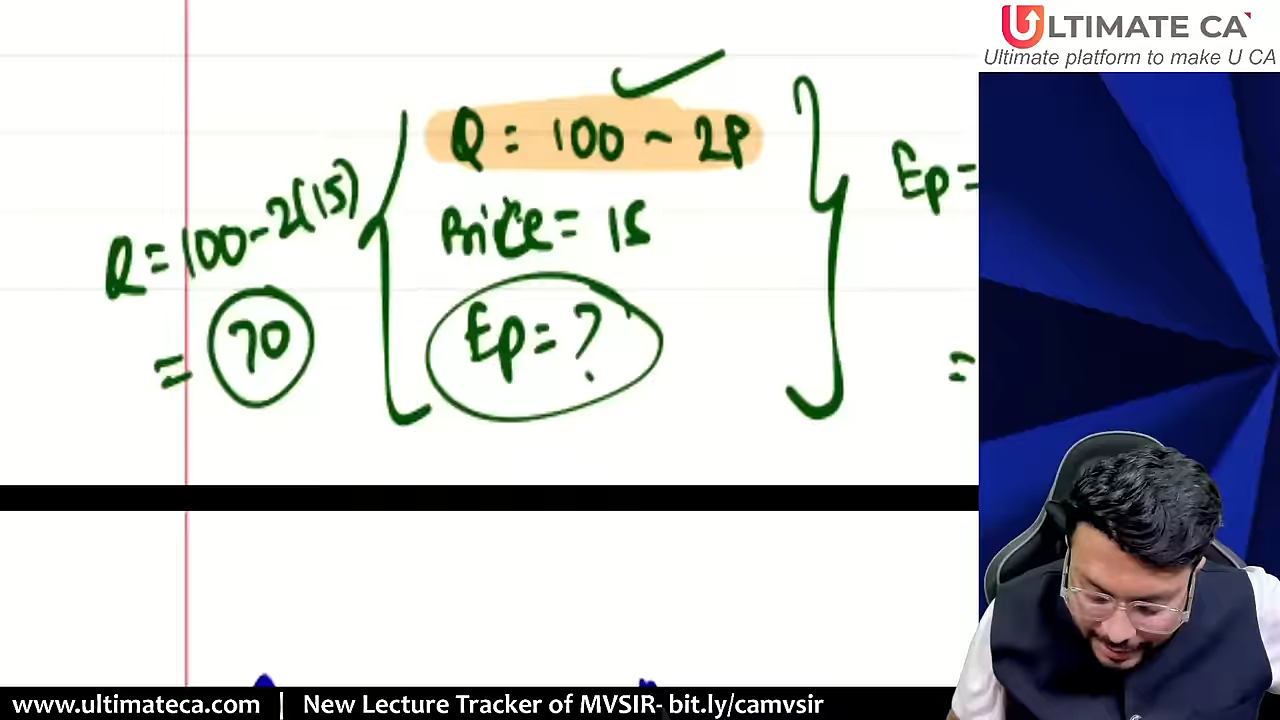 ULTIMATE CA
Ultimate platform to make U CA
Q = 100 - 2P
Price = 15
Ep = ?
Q = 100 - 2(15)
= 70
Ep =
=
www.ultimateca.com | New Lecture Tracker of MVSIR- bit.ly/camvsir